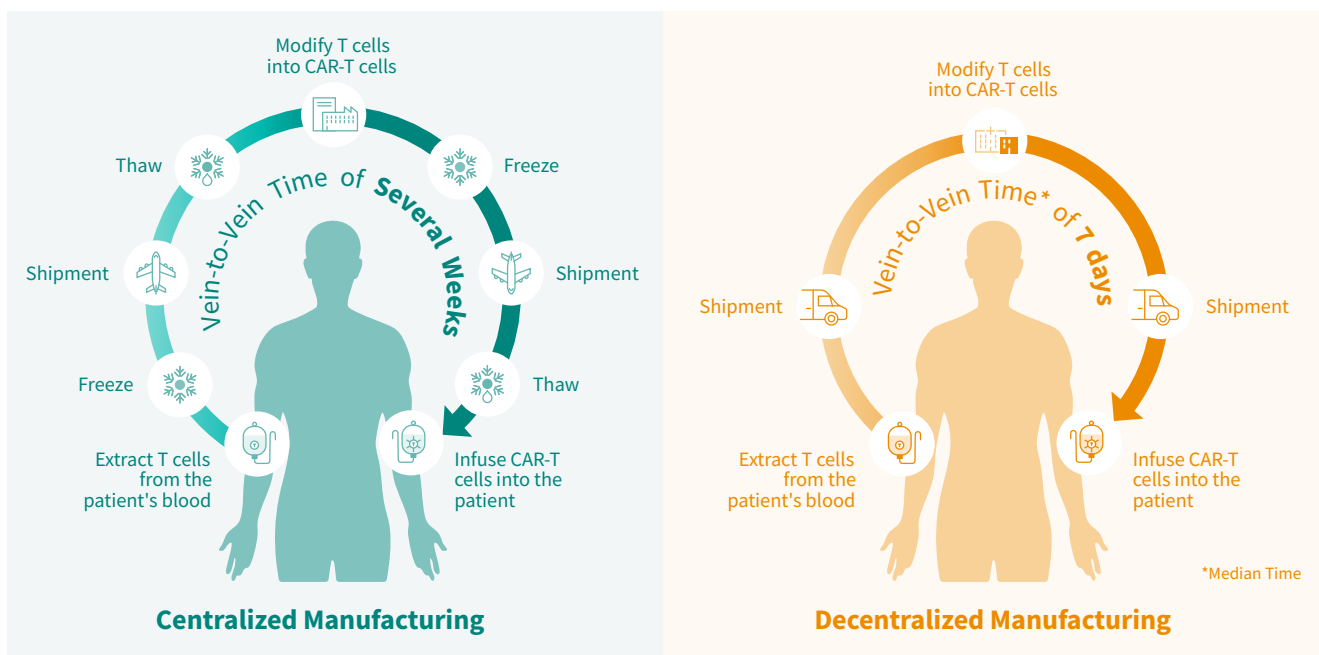 Modify T cells
into CAR-T cells
Thaw
Freeze
Vein-to-Vein Time of Several Weeks
Shipment
Shipment
Freeze
Thaw
Extract T cells
from the
patient's blood
Infuse CAR-T
cells into the
patient
Centralized Manufacturing
Modify T cells
into CAR-T cells
Vein-to-Vein Time* of 7 days
Shipment
Shipment
Extract T cells
from the
patient's blood
Infuse CAR-T
cells into the
patient
*Median Time
Decentralized Manufacturing